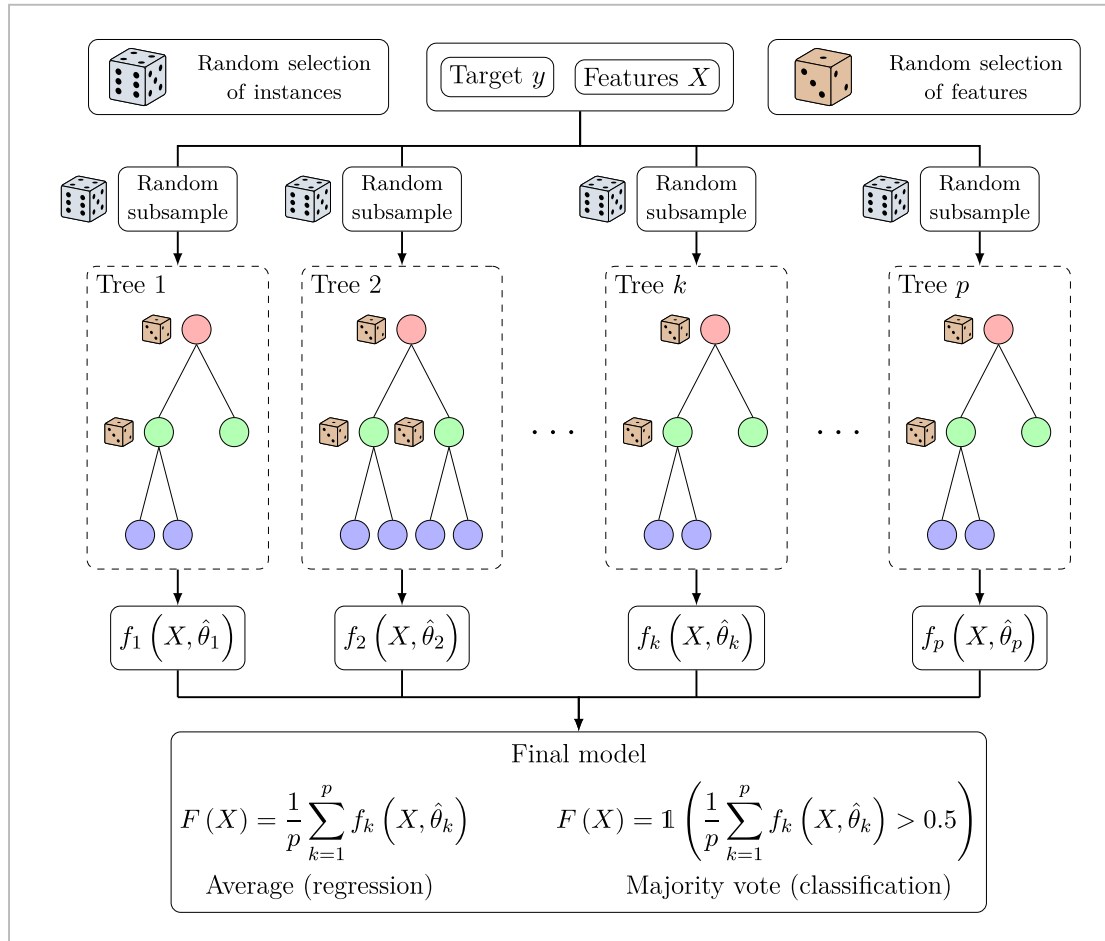 Random selection
of instances
Target y
Features X
Random selection
of features
Random
subsample
Random
subsample
Random
subsample
Random
subsample
Tree 1
Tree 2
Tree k
Tree p
· · ·
· · ·
f₁ (X, θ̂₁)
f₂ (X, θ̂₂)
fₖ (X, θ̂ₖ)
fₚ (X, θ̂ₚ)
Final model
F (X) = 1/p ∑_{k=1}^{p} fₖ (X, θ̂ₖ)
F (X) = 𝟙 (1/p ∑_{k=1}^{p} fₖ (X, θ̂ₖ) > 0.5)
Average (regression)
Majority vote (classification)